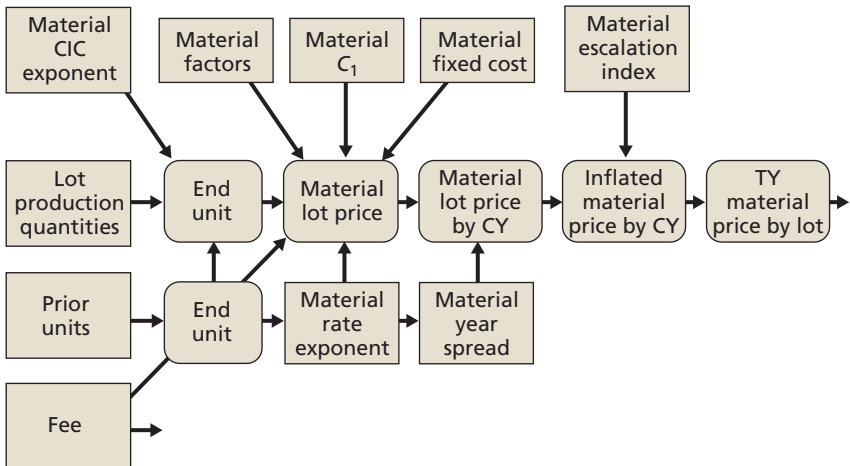 Material
CIC
exponent
Material
factors
Material
C1
Material
fixed cost
Material
escalation
index
Lot
production
quantities
End
unit
Material
lot price
Material
lot price
by CY
Inflated
material
price by CY
TY
material
price by lot
Prior
units
End
unit
Material
rate
exponent
Material
year
spread
Fee